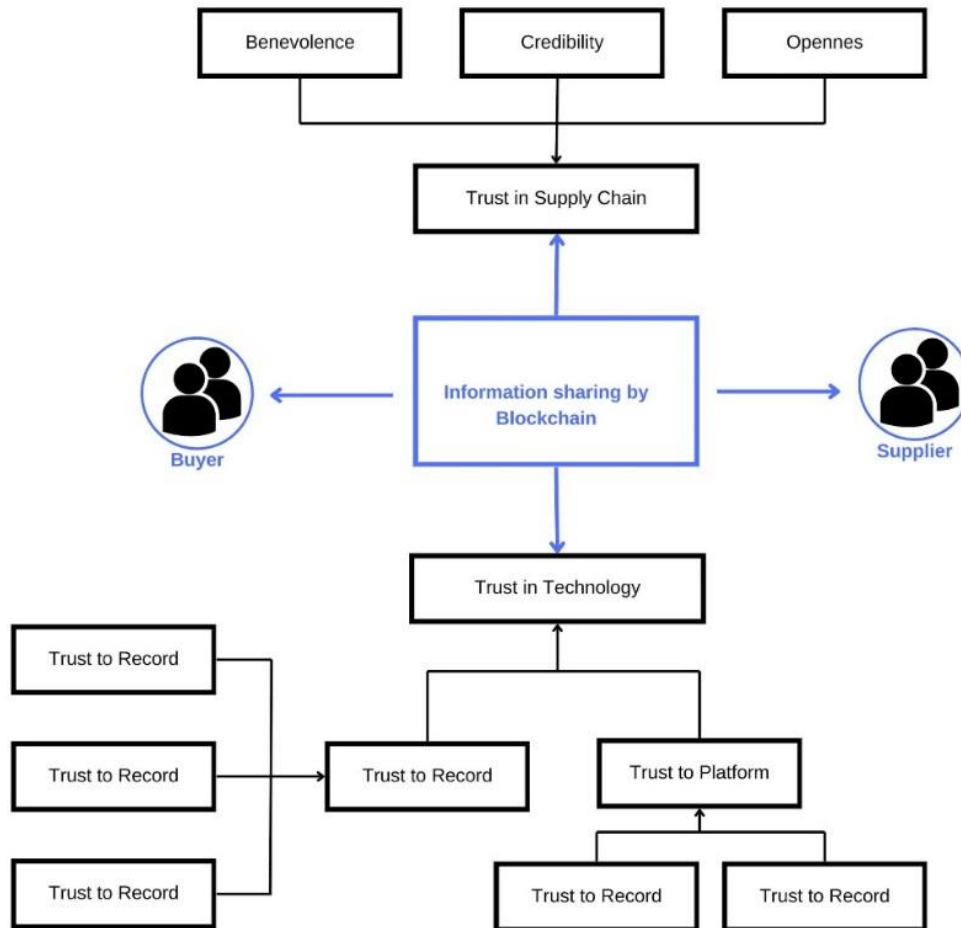 Benevolence
Credibility
Opennes
Trust in Supply Chain
Information sharing by
Blockchain
Buyer
Supplier
Trust in Technology
Trust to Record
Trust to Record
Trust to Record
Trust to Platform
Trust to Record
Trust to Record
Trust to Record